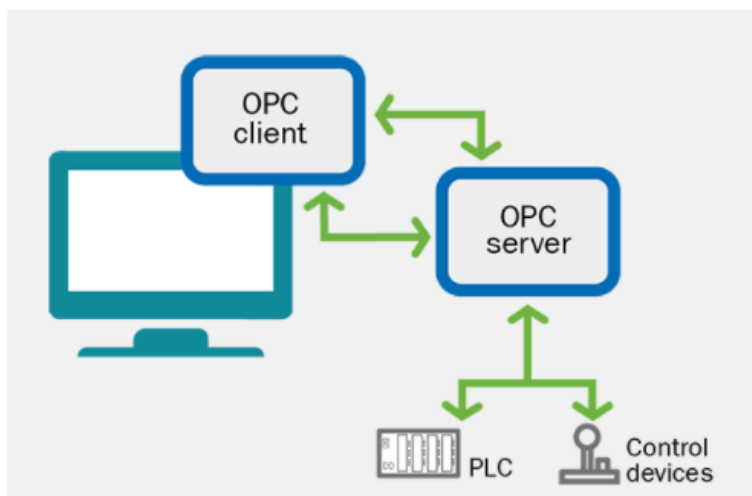 OPC
client
OPC
server
PLC
Control
devices